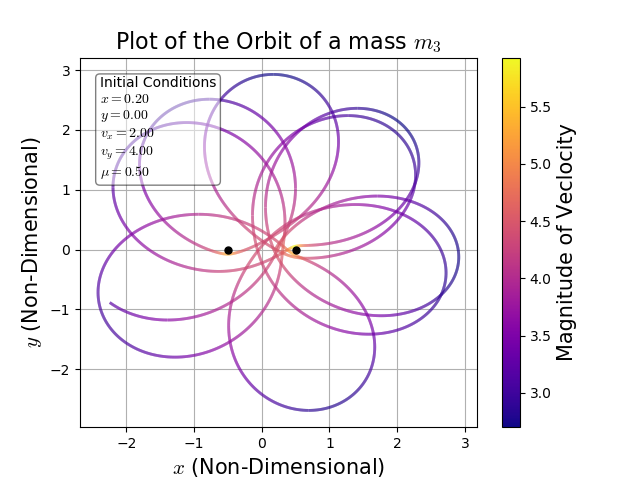 Plot of the Orbit of a mass m₃
Initial Conditions
x = 0.20
y = 0.00
vₓ = 2.00
v_y = 4.00
μ = 0.50
3
2
1
0
−1
−2
y (Non-Dimensional)
−2 −1 0 1 2 3
x (Non-Dimensional)
5.5
5.0
4.5
4.0
3.5
3.0
Magnitude of Veclocity